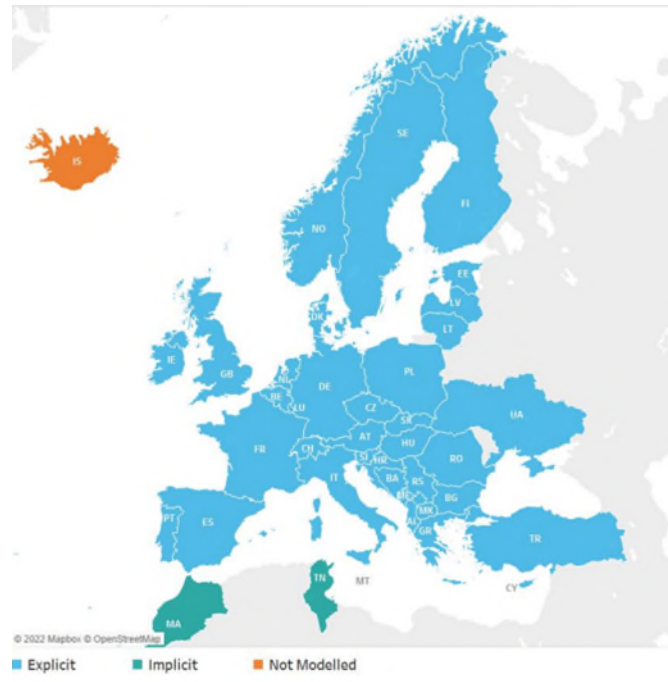 IS
SE
FI
NO
EE
LV
DK
LT
IE
GB
NL
DE
PL
BE
LU
CZ
SK
UA
FR
CH
AT
HU
SI
HR
RO
IT
BA
RS
ME
BG
PT
ES
MK
AL
GR
TR
TN
MT
CY
MA
© 2022 Mapbox © OpenStreetMap
Explicit
Implicit
Not Modelled